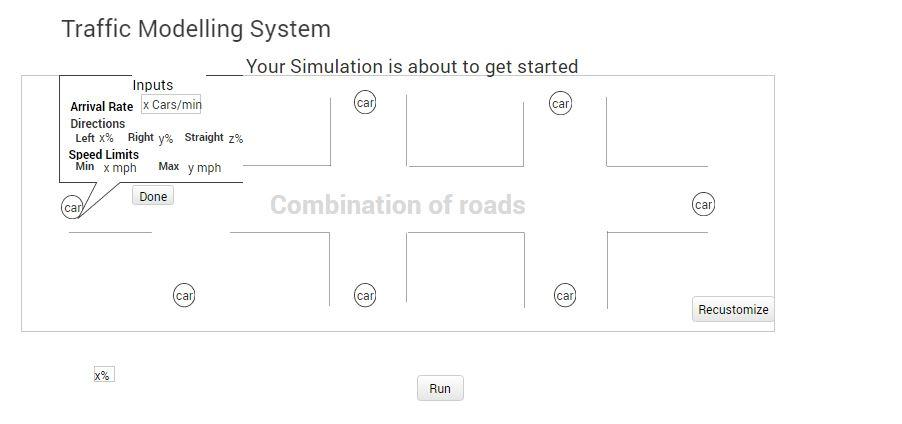 Traffic Modelling System
Your Simulation is about to get started
Inputs
Arrival Rate x Cars/min
Directions
Left x% Right y% Straight z%
Speed Limits
Min x mph Max y mph
Done
car
car
car
Combination of roads
car
car
car
car
Recustomize
x%
Run